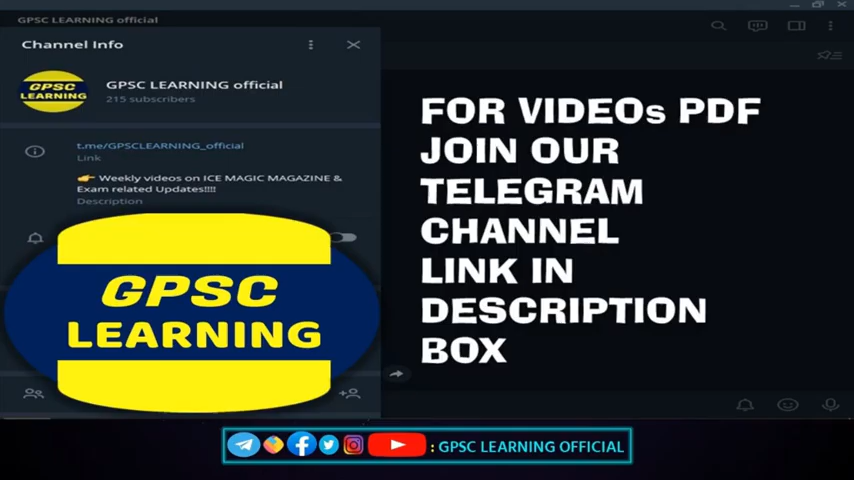 GPSC LEARNING official
Channel Info
GPSC
LEARNING
GPSC LEARNING official
215 subscribers
t.me/GPSCLEARNING_official
Link
👉 Weekly videos on ICE MAGIC MAGAZINE &
Exam related Updates!!!!
Description
GPSC
LEARNING
FOR VIDEOs PDF
JOIN OUR
TELEGRAM
CHANNEL
LINK IN
DESCRIPTION
BOX
: GPSC LEARNING OFFICIAL